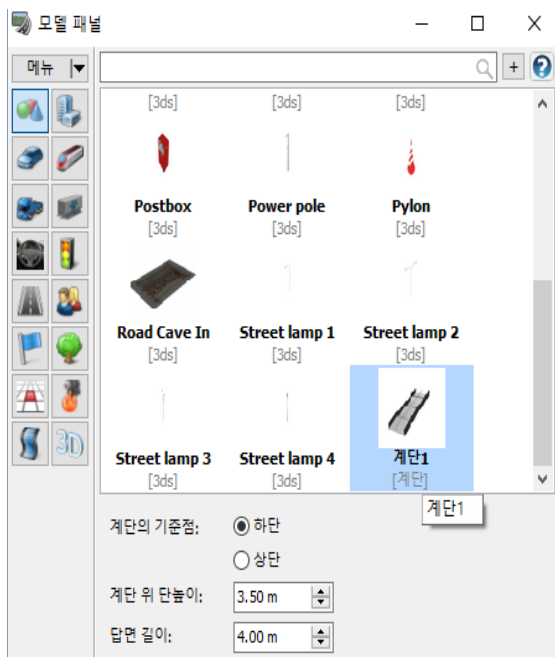 모델 패널
메뉴
[3ds] [3ds] [3ds]
Postbox Power pole Pylon
[3ds] [3ds] [3ds]
Road Cave In Street lamp 1 Street lamp 2
[3ds] [3ds] [3ds]
Street lamp 3 Street lamp 4 계단1
[3ds] [3ds] [계단]
계단1
계단의 기준점: 하단
상단
계단 위 단높이: 3.50 m
답면 길이: 4.00 m
3D